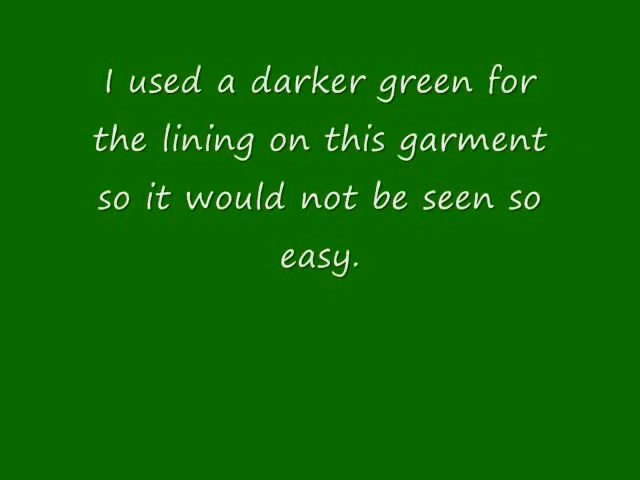 I used a darker green for
the lining on this garment
so it would not be seen so
easy.